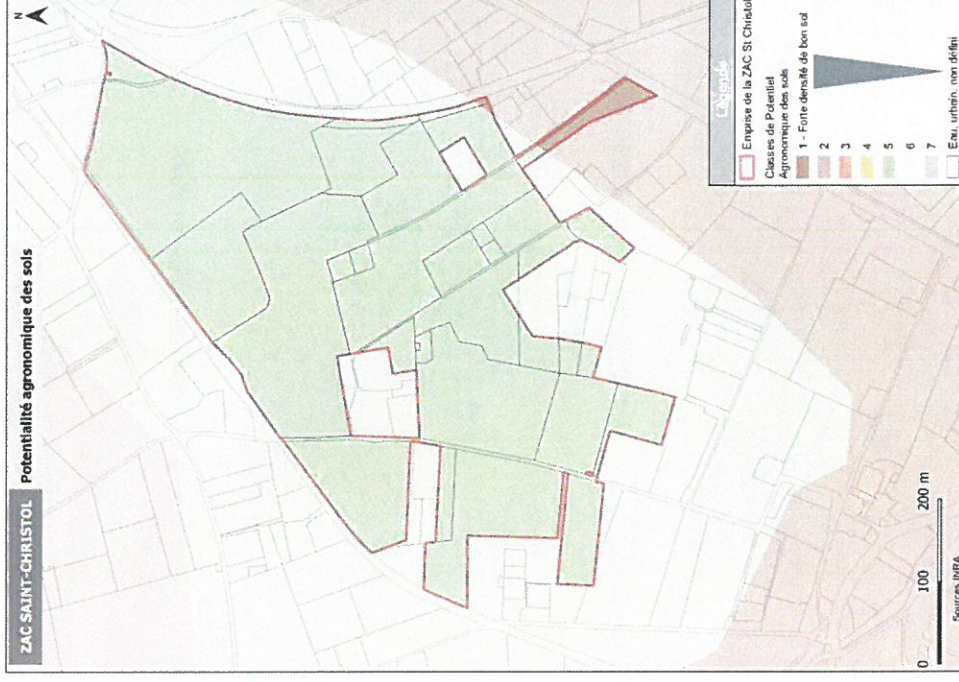 ZAC SAINT-CHRISTOL
Potentialité agronomique des sols
N
Légende
Emprise de la ZAC St Christol
Classes de Potentiel
Agronomique des sols
1 - Forte densité de bon sol
2
3
4
5
6
7
Eau, urbain, non défini
0 100 200 m
Sources INRA